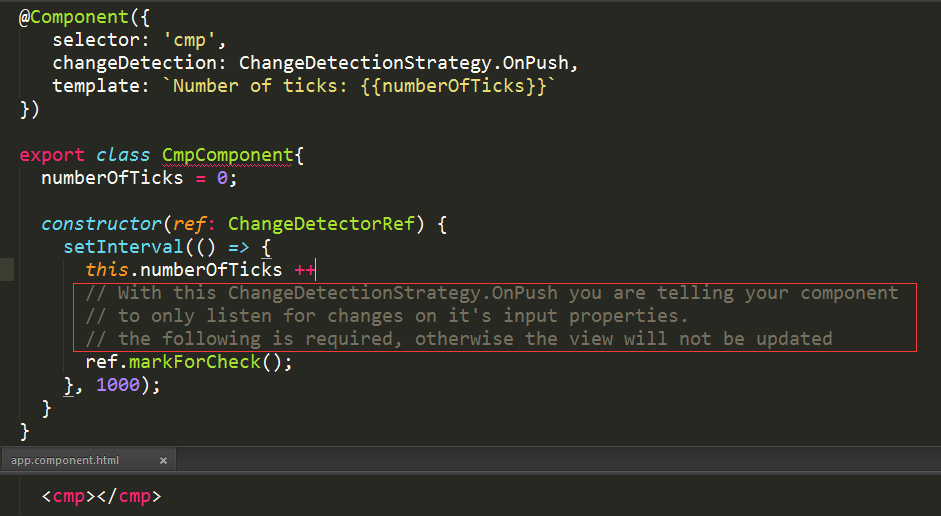 @Component({
selector: 'cmp',
changeDetection: ChangeDetectionStrategy.OnPush,
template: `Number of ticks: {{numberOfTicks}}`
})
export class CmpComponent{
numberOfTicks = 0;
constructor(ref: ChangeDetectorRef) {
setInterval(() => {
this.numberOfTicks ++
// With this ChangeDetectionStrategy.OnPush you are telling your component
// to only listen for changes on it's input properties.
// the following is required, otherwise the view will not be updated
ref.markForCheck();
}, 1000);
}
}
app.component.html ×
<cmp></cmp>